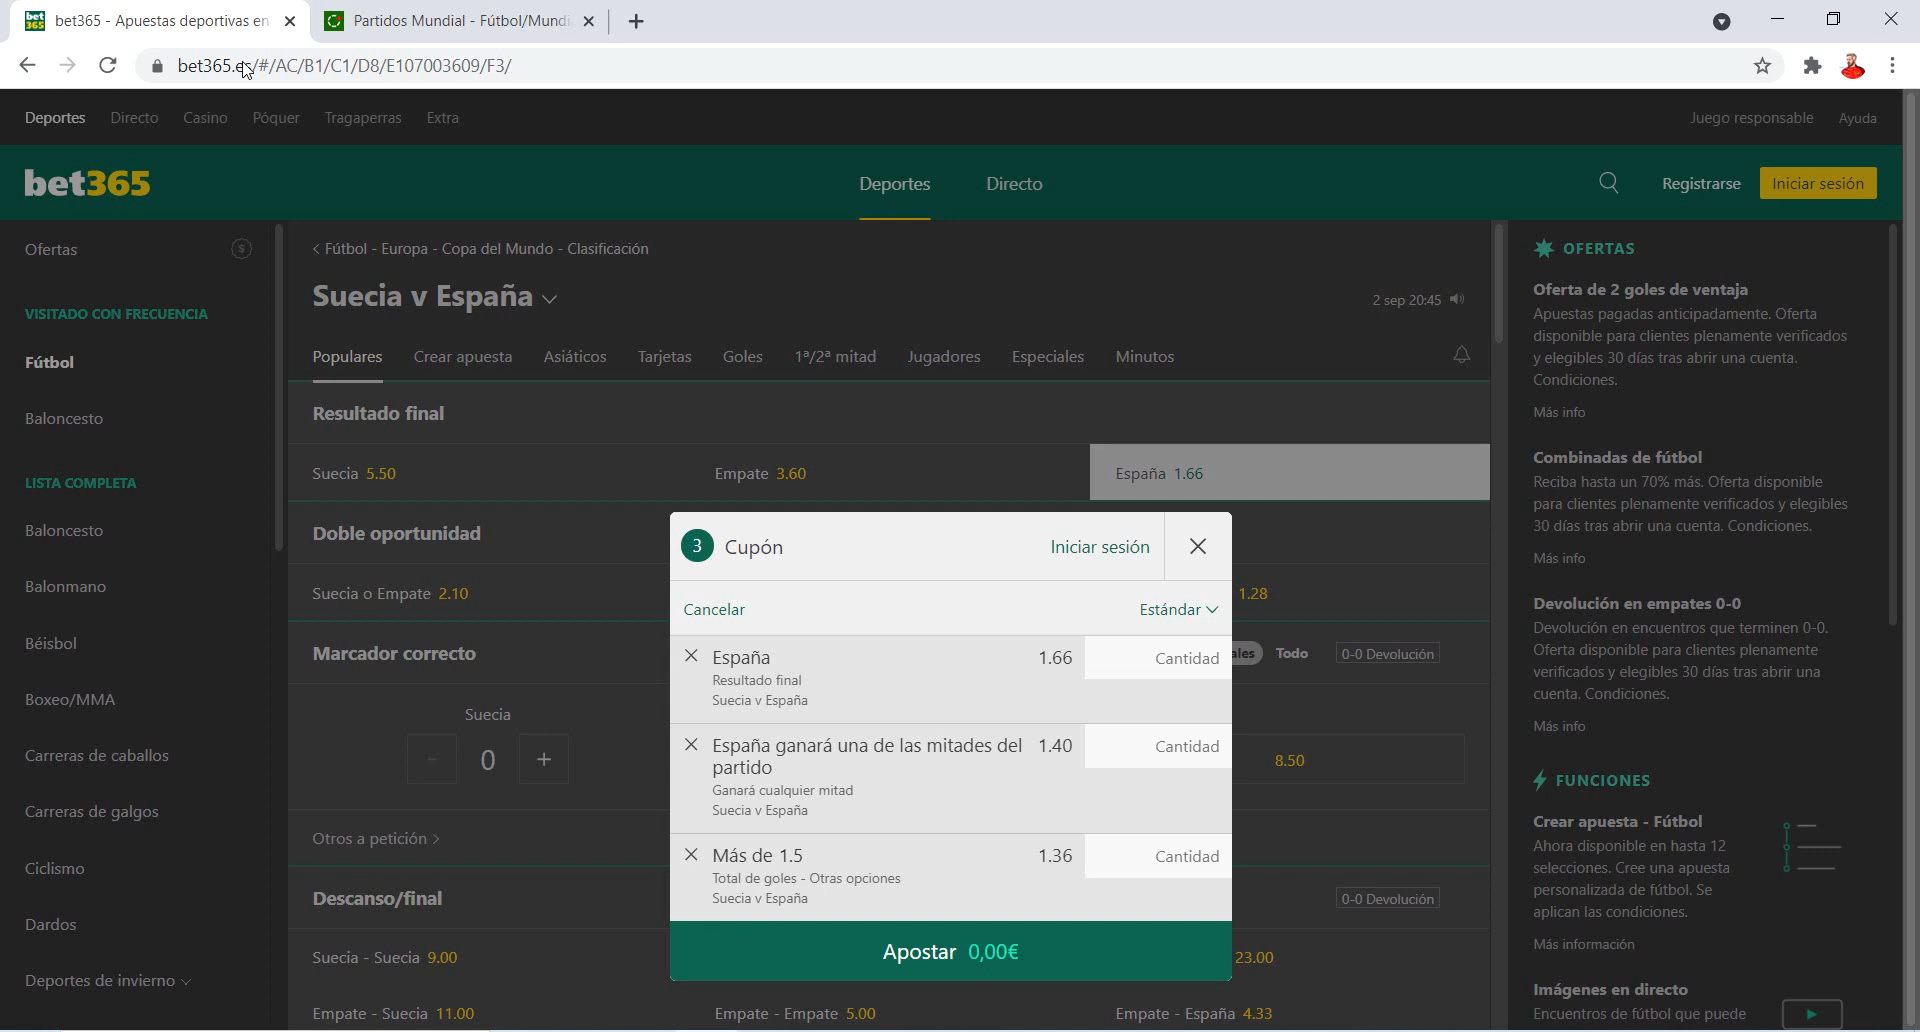 bet365 - Apuestas deportivas en
Partidos Mundial - Fútbol/Mundi
/#/AC/B1/C1/D8/E107003609/F3/
Deportes Directo Casino Póquer Tragaperras Extra
Juego responsable Ayuda
bet365
Deportes Directo
Registrarse Iniciar sesión
Ofertas
VISITADO CON FRECUENCIA
Fútbol
Baloncesto
LISTA COMPLETA
Baloncesto
Balonmano
Béisbol
Boxeo/MMA
Carreras de caballos
Carreras de galgos
Ciclismo
Dardos
Deportes de invierno
< Fútbol - Europa - Copa del Mundo - Clasificación
Suecia v España
2 sep 20:45
Populares Crear apuesta Asiáticos Tarjetas Goles 1ª/2ª mitad Jugadores Especiales Minutos
Resultado final
Suecia 5.50 Empate 3.60 España 1.66
Doble oportunidad
Suecia o Empate 2.10
1.28
Marcador correcto
ales Todo 0-0 Devolución
Suecia
- 0 +
8.50
Otros a petición >
Descanso/final
0-0 Devolución
Suecia - Suecia 9.00
23.00
Empate - Suecia 11.00 Empate - Empate 5.00 Empate - España 4.33
3 Cupón Iniciar sesión
Cancelar Estándar
España 1.66 Cantidad
Resultado final
Suecia v España
España ganará una de las mitades del 1.40 Cantidad
partido
Ganará cualquier mitad
Suecia v España
Más de 1.5 1.36 Cantidad
Total de goles - Otras opciones
Suecia v España
Apostar 0,00€
OFERTAS
Oferta de 2 goles de ventaja
Apuestas pagadas anticipadamente. Oferta
disponible para clientes plenamente verificados
y elegibles 30 días tras abrir una cuenta.
Condiciones.
Más info
Combinadas de fútbol
Reciba hasta un 70% más. Oferta disponible
para clientes plenamente verificados y elegibles
30 días tras abrir una cuenta. Condiciones.
Más info
Devolución en empates 0-0
Devolución en encuentros que terminen 0-0.
Oferta disponible para clientes plenamente
verificados y elegibles 30 días tras abrir una
cuenta. Condiciones.
Más info
FUNCIONES
Crear apuesta - Fútbol
Ahora disponible en hasta 12
selecciones. Cree una apuesta
personalizada de fútbol. Se
aplican las condiciones.
Más información
Imágenes en directo
Encuentros de fútbol que puede